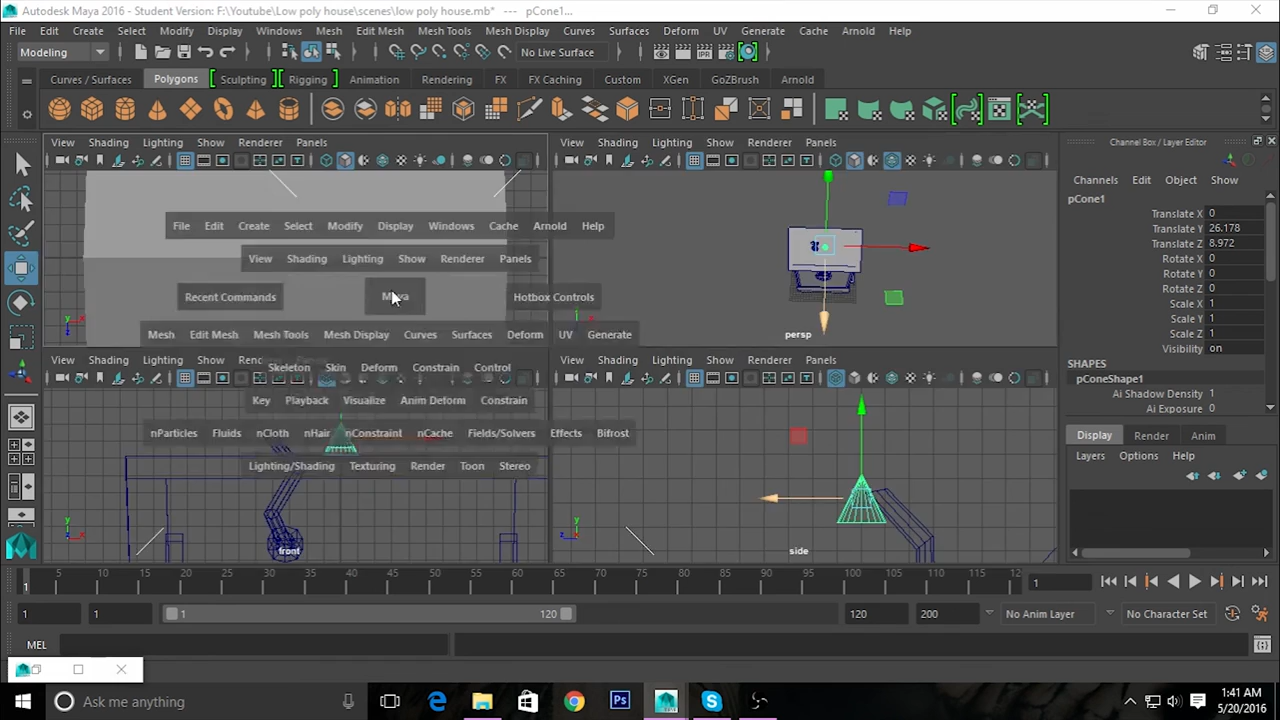 Autodesk Maya 2016 - Student Version: F:\Youtube\Low poly house\scenes\low poly house.mb* --- pCone1...
File Edit Create Select Modify Display Windows Mesh Edit Mesh Mesh Tools Mesh Display Curves Surfaces Deform UV Generate Cache Arnold Help
Modeling No Live Surface
Curves / Surfaces Polygons Sculpting Rigging Animation Rendering FX FX Caching Custom XGen GoZBrush Arnold
View Shading Lighting Show Renderer Panels View Shading Lighting Show Renderer Panels Channel Box / Layer Editor
Channels Edit Object Show
pCone1
Translate X 0
Translate Y 26.178
Translate Z 8.972
Rotate X 0
Rotate Y 0
Rotate Z 0
Scale X 1
Scale Y 1
Scale Z 1
Visibility on
SHAPES
pConeShape1
Ai Shadow Density 1
Ai Exposure 0
File Edit Create Select Modify Display Windows Cache Arnold Help
View Shading Lighting Show Renderer Panels
Recent Commands Maya Hotbox Controls
Mesh Edit Mesh Mesh Tools Mesh Display Curves Surfaces Deform UV Generate
persp
View Shading Lighting Show View Shading Lighting Show Renderer Panels
Skeleton Skin Deform Constrain Control
Key Playback Visualize Anim Deform Constrain
nParticles Fluids nCloth nHair nConstraint nCache Fields/Solvers Effects Bifrost
Lighting/Shading Texturing Render Toon Stereo
front side
Display Render Anim
Layers Options Help
5 10 15 20 25 30 35 40 45 50 55 60 65 70 75 80 85 90 95 100 105 110 115 12
1 1
1 1 1 120 120 200 No Anim Layer No Character Set
MEL
Ask me anything
1:41 AM
5/20/2016